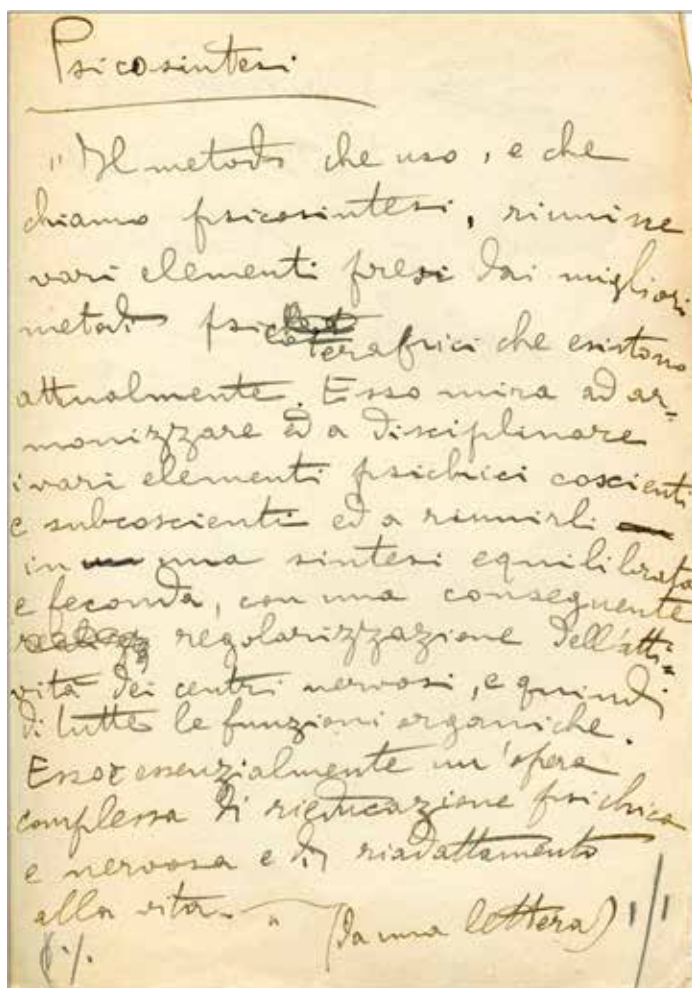 Psicosintesi
"Il metodo che uso, e che
chiamo psicosintesi, riunisce
vari elementi presi dai migliori
metodi psicoterapici che esistono
attualmente. Esso mira ad ar-
monizzare ed a disciplinare
i vari elementi psichici coscienti
e subcoscienti ed a riunirli
in una sintesi equilibrata
e feconda, con una conseguente
regolarizzazione dell'atti-
vità dei centri nervosi, e quindi
di tutte le funzioni organiche.
Esso è essenzialmente un'opera
complessa di rieducazione psichica
e nervosa e di riadattamento
alla vita."
(da una lettera) 1/1